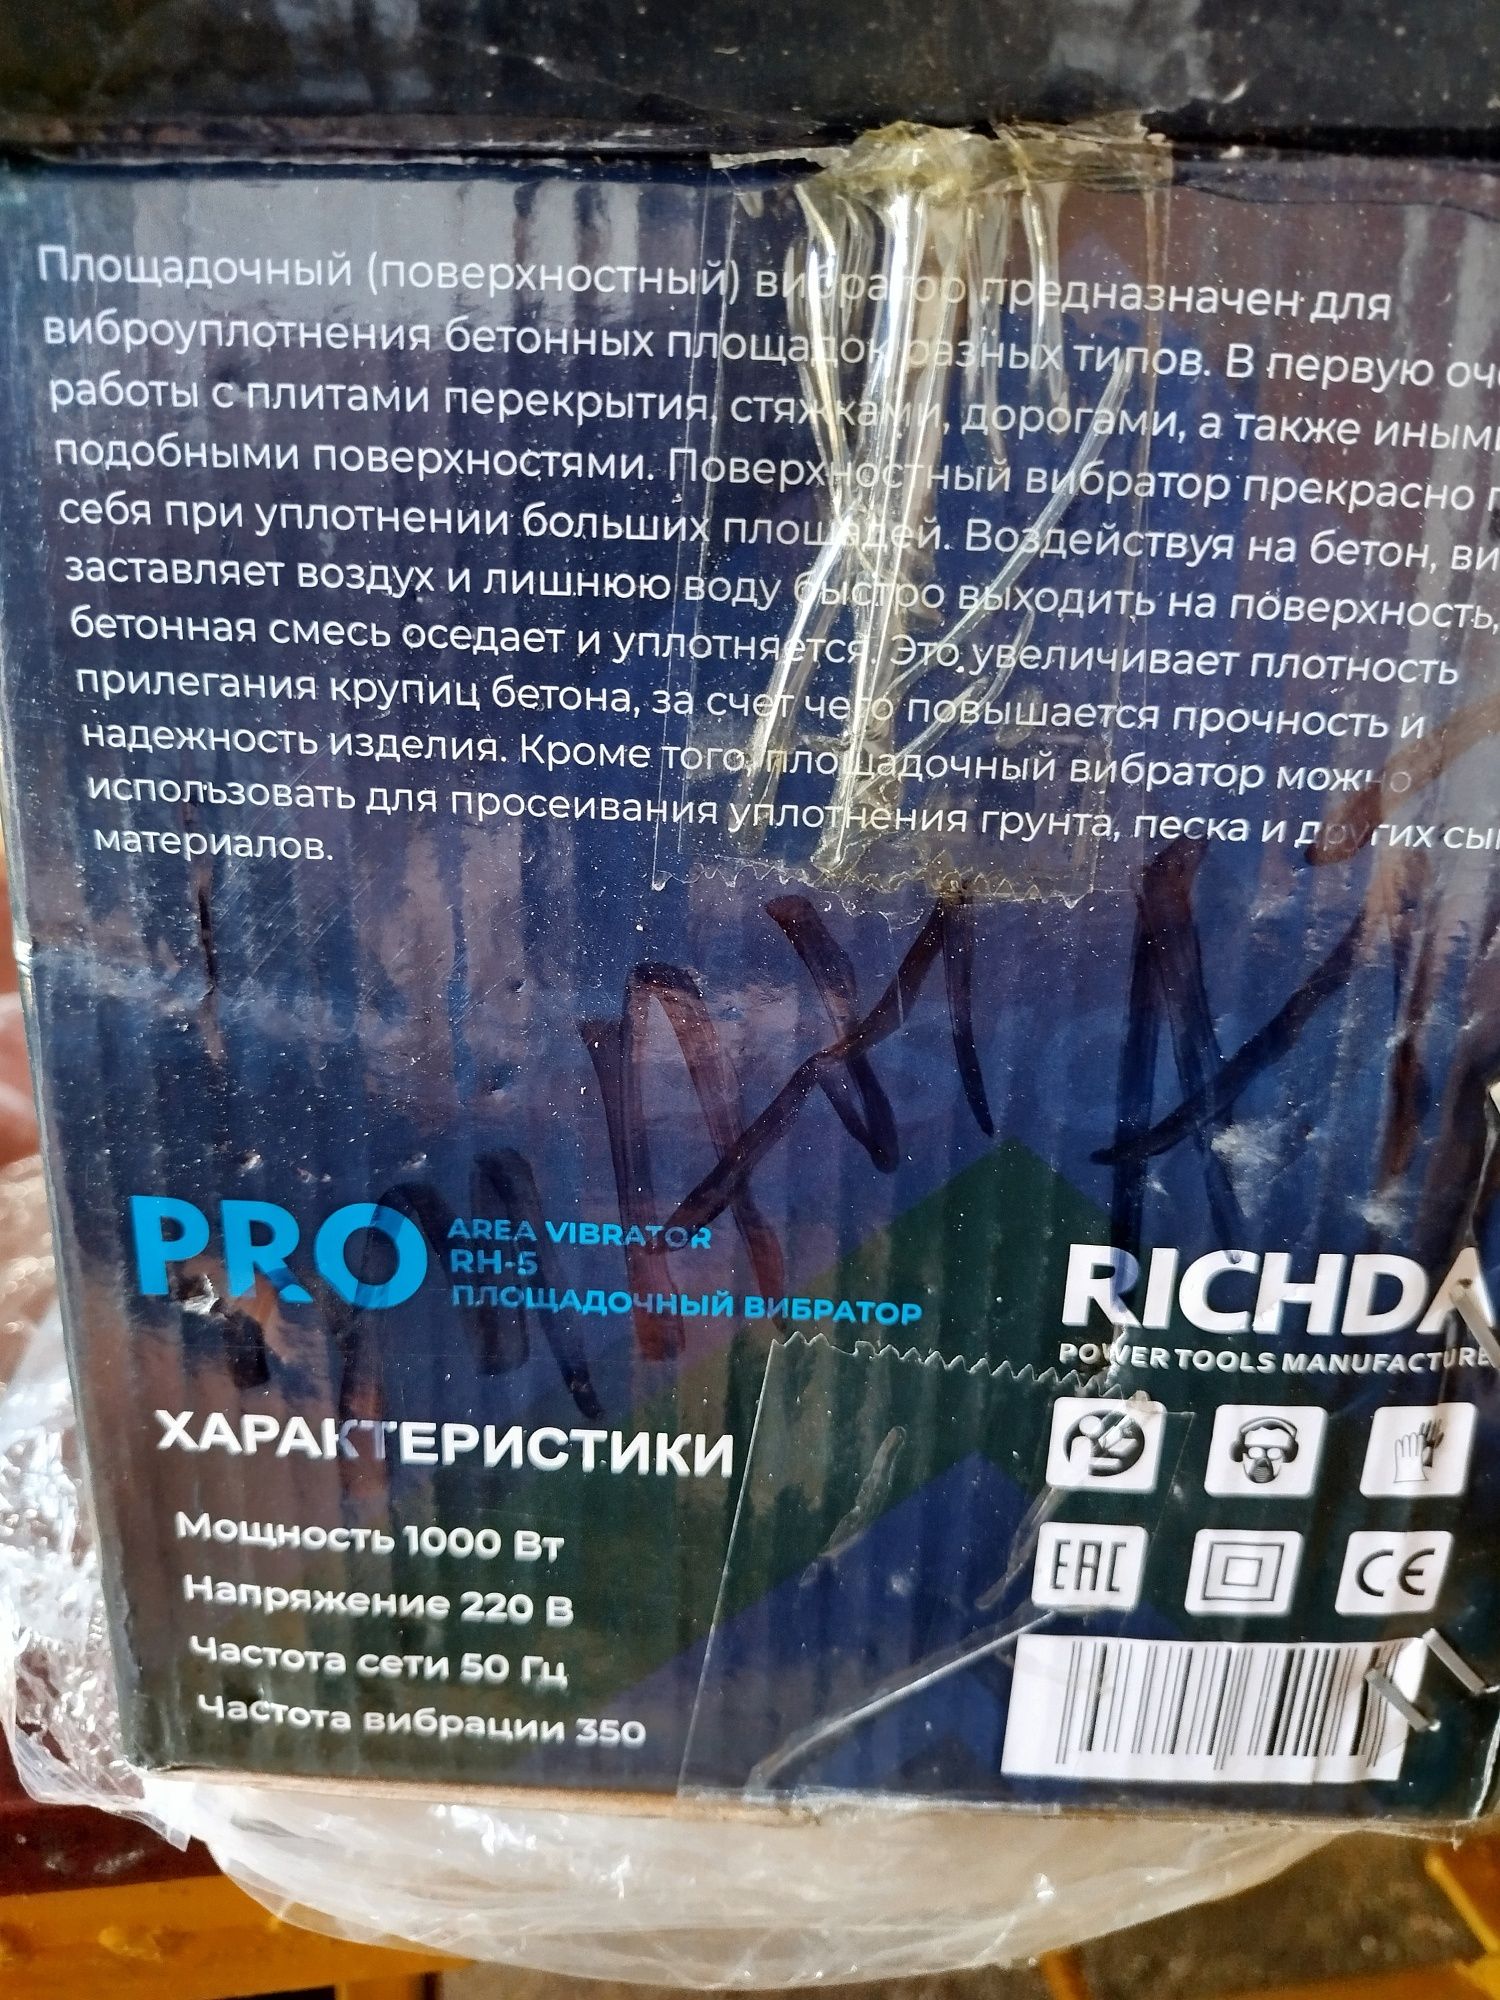 Площадочный (поверхностный) вибратор предназначен для
виброуплотнения бетонных площадок разных типов. В первую
работы с плитами перекрытия, стяжками, дорогами, а также иными
подобными поверхностями. Поверхностный вибратор прекрасно
себя при уплотнении больших площадей. Воздействуя на бетон,
заставляет воздух и лишнюю воду быстро выходить на поверхность,
бетонная смесь оседает и уплотняется. Это увеличивает плотность
прилегания крупиц бетона, за счет чего повышается прочность и
надежность изделия. Кроме того, площадочный вибратор можно
использовать для просеивания уплотнения грунта, песка и других
материалов.
PRO
AREA VIBRATOR
RH-5
ПЛОЩАДОЧНЫЙ ВИБРАТОР
RICHDA
POWER TOOLS MANUFACTURE
ХАРАКТЕРИСТИКИ
Мощность 1000 Вт
Напряжение 220 В
Частота сети 50 Гц
Частота вибрации 350
EAC
CE